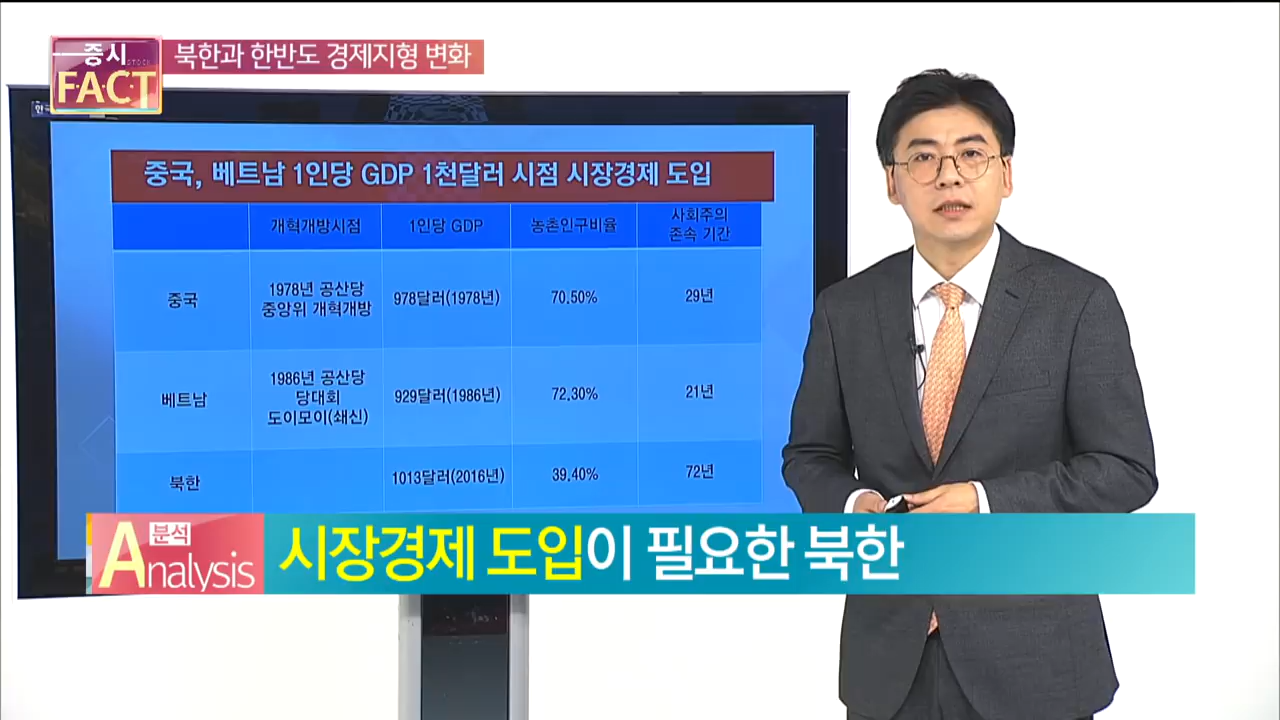 증시
STOCK
FACT
북한과 한반도 경제지형 변화
중국, 베트남 1인당 GDP 1천달러 시점 시장경제 도입
개혁개방시점 1인당 GDP 농촌인구비율 사회주의
존속 기간
중국 1978년 공산당
중앙위 개혁개방 978달러(1978년) 70.50% 29년
베트남 1986년 공산당
당대회
도이모이(쇄신) 929달러(1986년) 72.30% 21년
북한 1013달러(2016년) 39.40% 72년
분석
Analysis
시장경제 도입이 필요한 북한